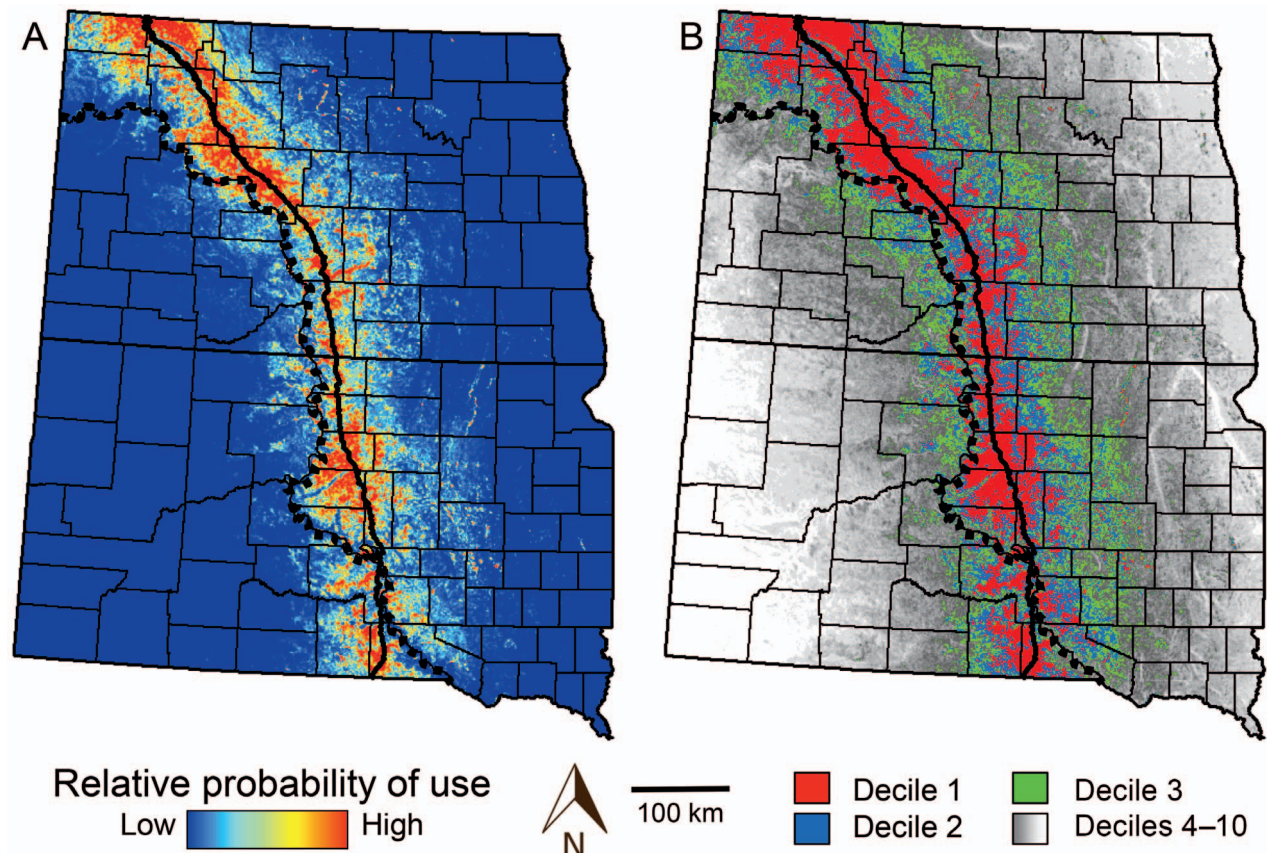 A
B
Relative probability of use
Low
High
N
100 km
Decile 1
Decile 2
Decile 3
Deciles 4–10